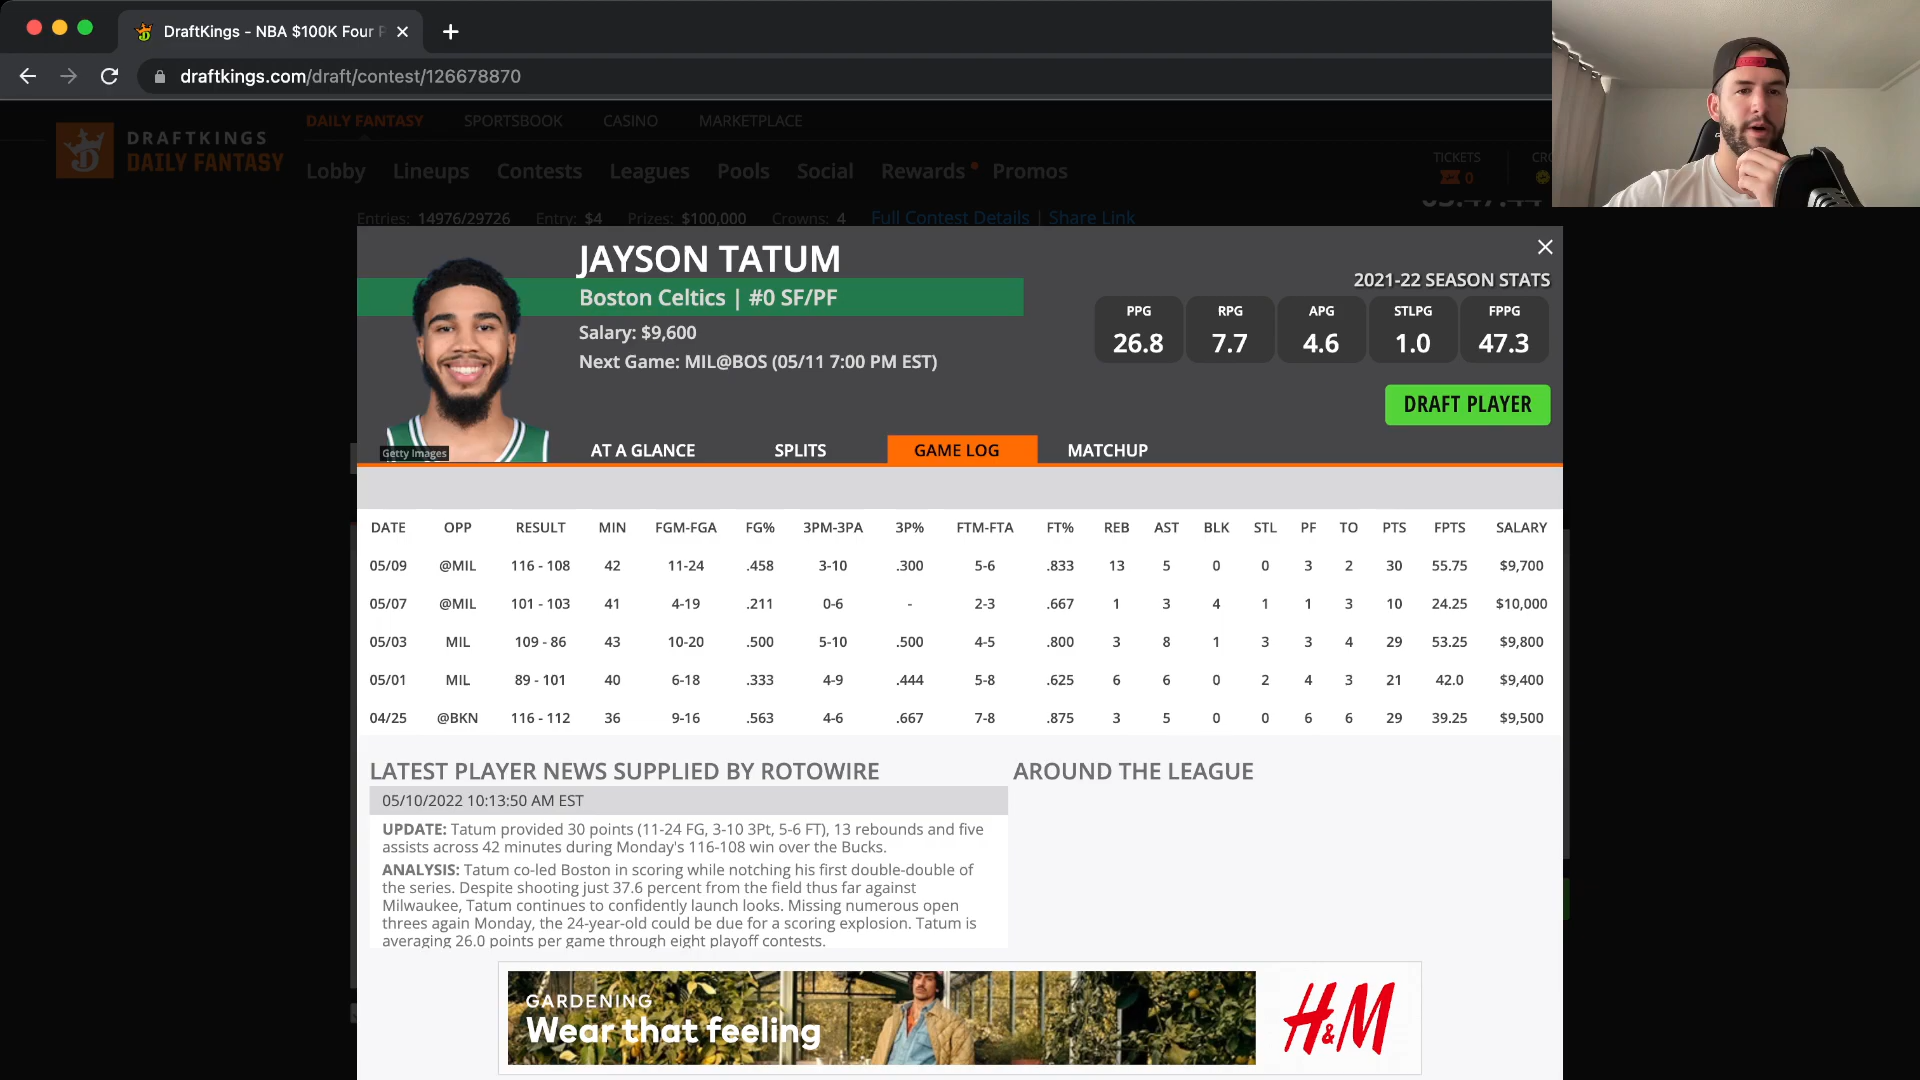 DraftKings - NBA $100K Four P
draftkings.com/draft/contest/126678870
DRAFTKINGS
DAILY FANTASY
DAILY FANTASY SPORTSBOOK CASINO MARKETPLACE
Lobby Lineups Contests Leagues Pools Social Rewards Promos
TICKETS
0
CRO
Entries: 14976/29726 Entry: $4 Prizes: $100,000 Crowns: 4 Full Contest Details | Share Link
JAYSON TATUM
Boston Celtics | #0 SF/PF
Salary: $9,600
Next Game: MIL@BOS (05/11 7:00 PM EST)
Getty Images
2021-22 SEASON STATS
PPG RPG APG STLPG FPPG
26.8 7.7 4.6 1.0 47.3
DRAFT PLAYER
AT A GLANCE SPLITS GAME LOG MATCHUP
DATE OPP RESULT MIN FGM-FGA FG% 3PM-3PA 3P% FTM-FTA FT% REB AST BLK STL PF TO PTS FPTS SALARY
05/09 @MIL 116 - 108 42 11-24 .458 3-10 .300 5-6 .833 13 5 0 0 3 2 30 55.75 $9,700
05/07 @MIL 101 - 103 41 4-19 .211 0-6 - 2-3 .667 1 3 4 1 1 3 10 24.25 $10,000
05/03 MIL 109 - 86 43 10-20 .500 5-10 .500 4-5 .800 3 8 1 3 3 4 29 53.25 $9,800
05/01 MIL 89 - 101 40 6-18 .333 4-9 .444 5-8 .625 6 6 0 2 4 3 21 42.0 $9,400
04/25 @BKN 116 - 112 36 9-16 .563 4-6 .667 7-8 .875 3 5 0 0 6 6 29 39.25 $9,500
LATEST PLAYER NEWS SUPPLIED BY ROTOWIRE
AROUND THE LEAGUE
05/10/2022 10:13:50 AM EST
UPDATE: Tatum provided 30 points (11-24 FG, 3-10 3Pt, 5-6 FT), 13 rebounds and five
assists across 42 minutes during Monday's 116-108 win over the Bucks.
ANALYSIS: Tatum co-led Boston in scoring while notching his first double-double of
the series. Despite shooting just 37.6 percent from the field thus far against
Milwaukee, Tatum continues to confidently launch looks. Missing numerous open
threes again Monday, the 24-year-old could be due for a scoring explosion. Tatum is
averaging 26.0 points per game through eight playoff contests.
GARDENING
Wear that feeling
H&M